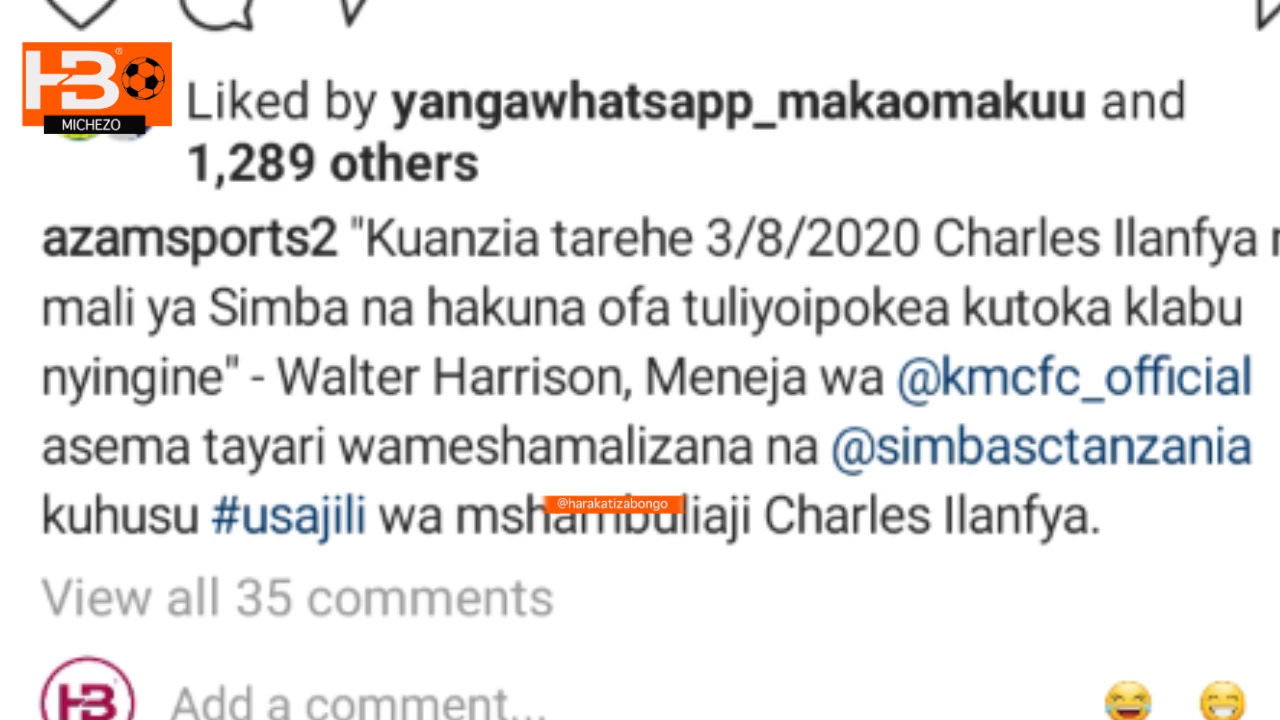 HB®
MICHEZO
Liked by yangawhatsapp_makaomakuu and
1,289 others
azamsports2 "Kuanzia tarehe 3/8/2020 Charles Ilanfya
mali ya Simba na hakuna ofa tuliyoipokea kutoka klabu
nyingine" - Walter Harrison, Meneja wa @kmcfc_official
asema tayari wameshamalizana na @simbasctanzania
kuhusu #usajili wa mshambuliaji Charles Ilanfya.
@harakatizabongo
View all 35 comments
HB
Add a comment...